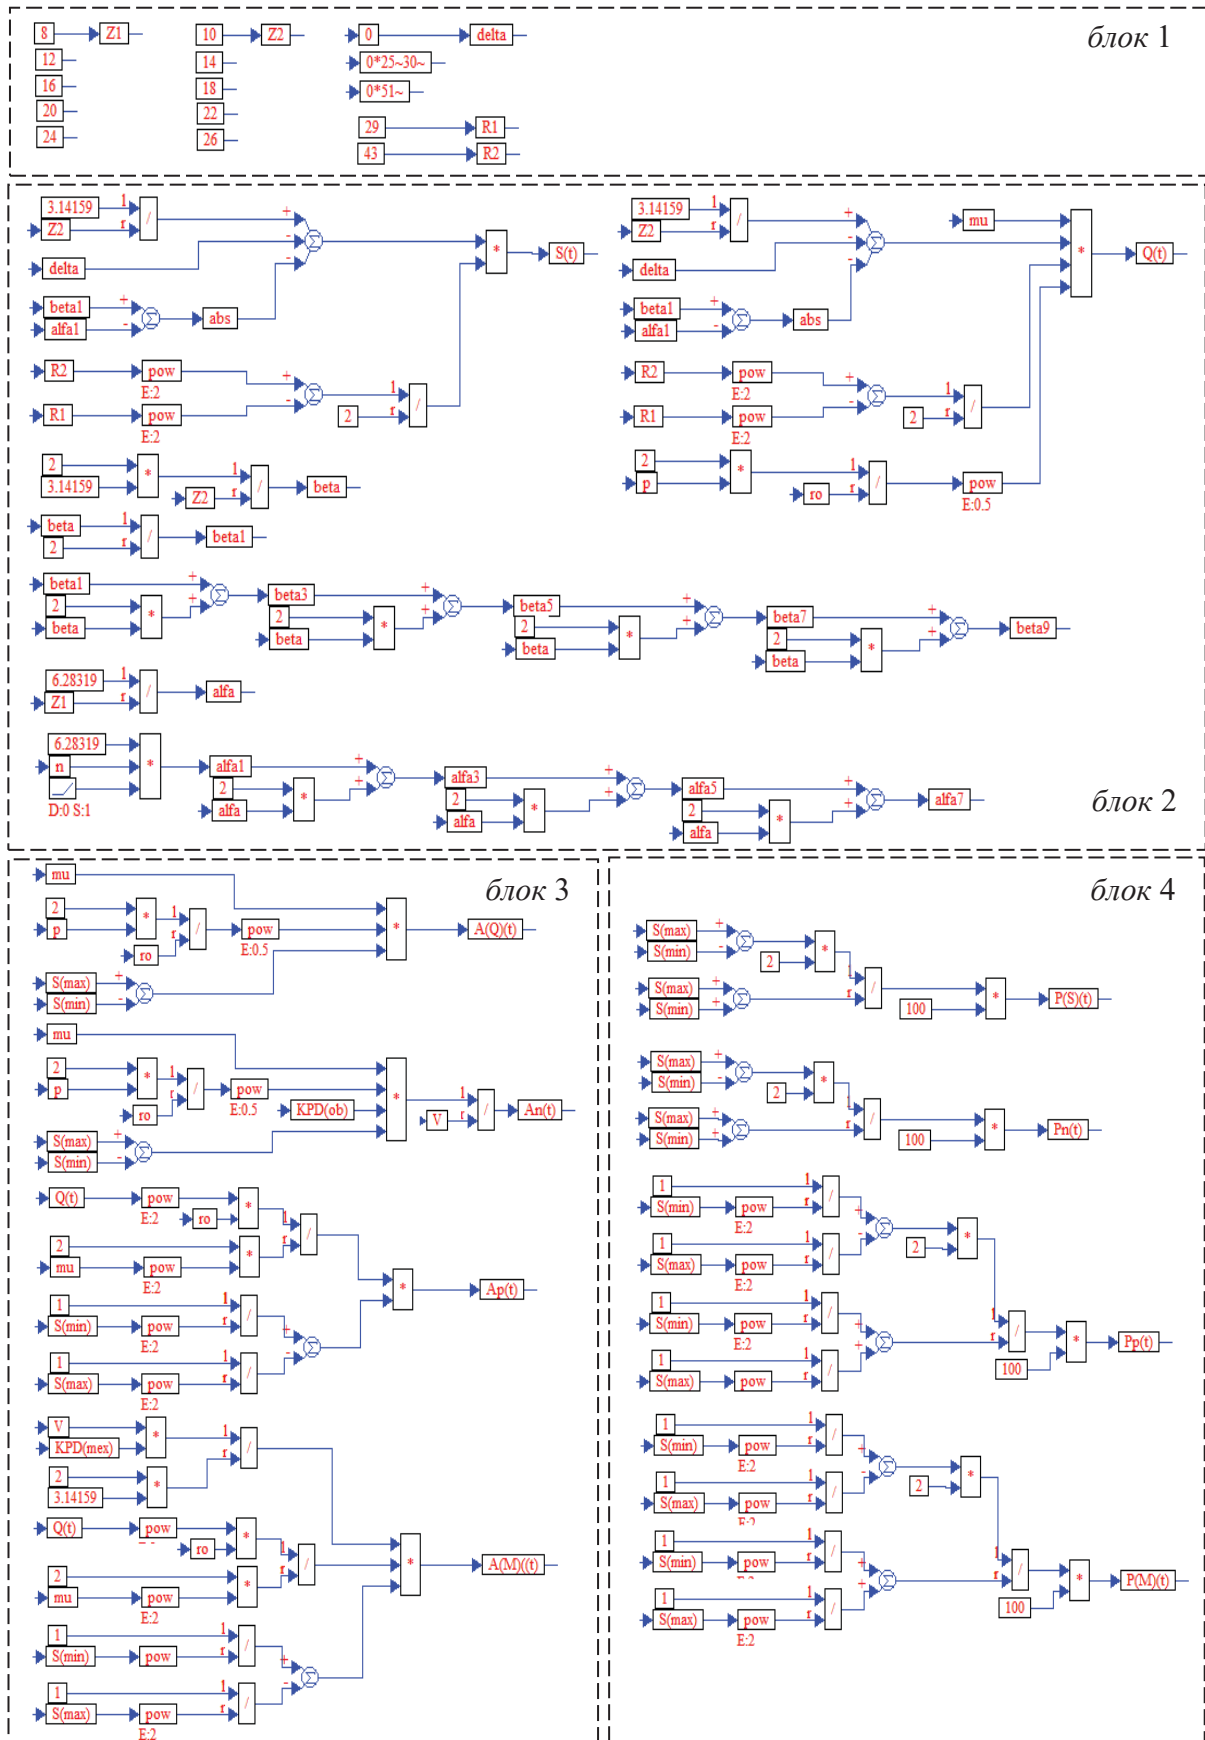 блок 1
8 Z1 10 Z2 0 delta
12 14 0*25~30~
16 18 0*51~
20 22
24 26
29 R1
43 R2
блок 2
3.14159 l / + Σ * S(t)
Z2 r -
delta -
beta1 + Σ abs
alfa1 -
R2 pow + Σ l /
E:2
R1 pow - 2 r
E:2
3.14159 l / + Σ mu * Q(t)
Z2 r -
delta -
beta1 + Σ abs
alfa1 -
R2 pow + Σ l /
E:2
R1 pow - 2 r
E:2
2 * l / pow
p ro r E:0.5
2 * l / beta
3.14159 Z2 r
beta l / beta1
2 r
beta1 + Σ beta3 + Σ beta5 + Σ beta7 + Σ beta9
2 * + 2 * + 2 * + 2 * +
beta beta beta beta
6.28319 l / alfa
Z1 r
6.28319 * alfa1 + Σ alfa3 + Σ alfa5 + Σ alfa7
n 2 * + 2 * + 2 * +
D:0 S:1 alfa alfa alfa
блок 3
mu
2 * l / pow * A(Q)(t)
p ro r E:0.5
S(max) + Σ
S(min) -
mu
2 * l / pow * l / An(t)
p ro r E:0.5 KPD(ob) V r
S(max) + Σ
S(min) -
Q(t) pow * l /
E:2 ro
2 * r * Ap(t)
mu pow
E:2
1 l /
S(min) pow r + Σ
E:2
1 l / -
S(max) pow r
E:2
V * l /
KPD(mex) r
2 *
3.14159
Q(t) pow * l / * A(M)((t)
ro
2 * r
mu pow
E:2
1 l /
S(min) pow r + Σ
1 l / -
S(max) pow r
E:2
блок 4
S(max) + Σ *
S(min) - 2 l /
S(max) + Σ r * P(S)(t)
S(min) + 100
S(max) + Σ *
S(min) - 2 l /
S(max) + Σ r * Pn(t)
S(min) + 100
1 l /
S(min) pow r + Σ *
E:2
1 l / - 2
S(max) pow r
E:2
1 l / l /
S(min) pow r + Σ r * Pp(t)
E:2
1 l / + 100
S(max) pow r
E:2
1 l /
S(min) pow r + Σ *
E:2
1 l / - 2
S(max) pow r
E:2
1 l / l /
S(min) pow r + Σ r * P(M)(t)
1 l / + 100
S(max) pow r
E:2